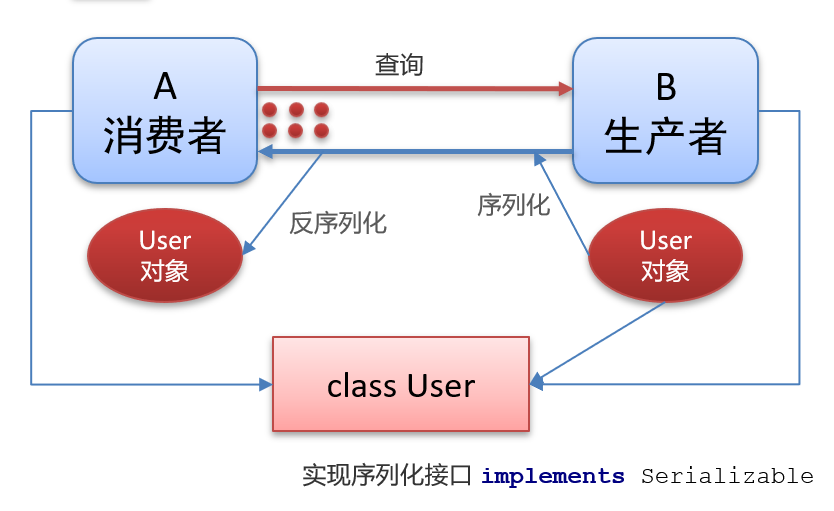 查询
A
消费者
B
生产者
反序列化
序列化
User
对象
User
对象
class User
实现序列化接口 implements Serializable